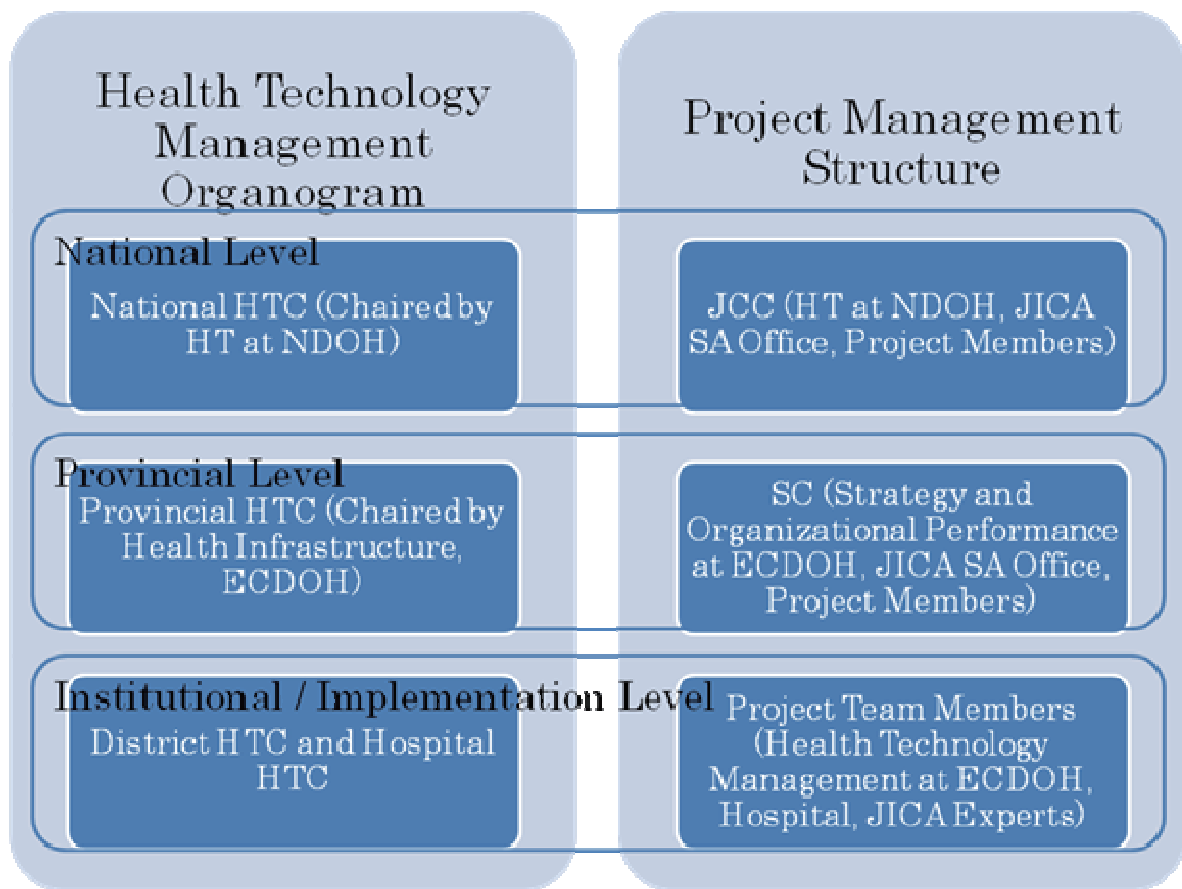 Health Technology
Management
Organogram
Project Management
Structure
National Level
National HTC (Chaired by
HT at NDOH)
JCC (HT at NDOH, JICA
SA Office, Project Members)
Provincial Level
Provincial HTC (Chaired by
Health Infrastructure,
ECDOH)
SC (Strategy and
Organizational Performance
at ECDOH, JICA SA Office,
Project Members)
Institutional / Implementation Level
District HTC and Hospital
HTC
Project Team Members
(Health Technology
Management at ECDOH,
Hospital, JICA Experts)